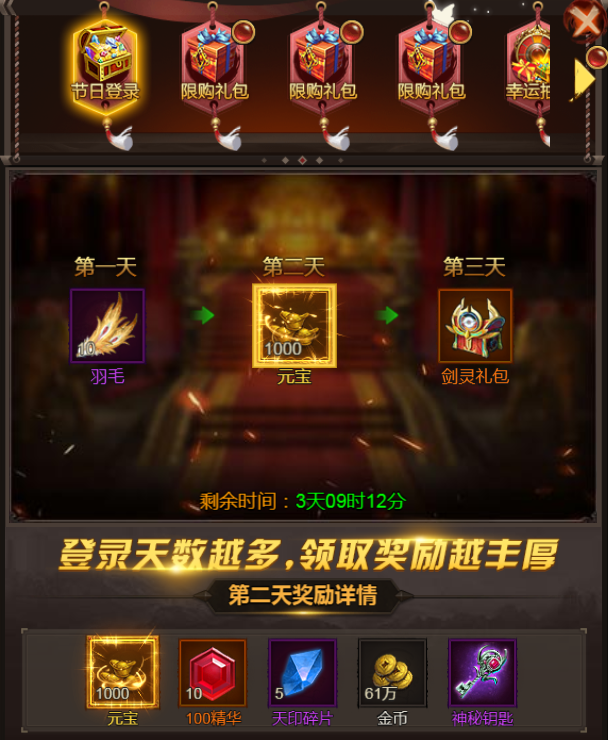 节日登录 限购礼包 限购礼包 限购礼包 幸运抽
第一天 第二天 第三天
10 1000
羽毛 元宝 剑灵礼包
剩余时间：3天09时12分
登录天数越多,领取奖励越丰厚
第二天奖励详情
1000 10 5 61万
元宝 100精华 天印碎片 金币 神秘钥匙